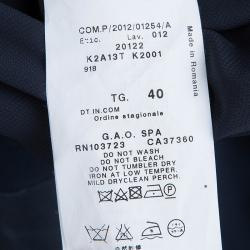 COM.P/2012/01254/A
Etic. Lav. 012
20122
K2A13T K2001
918
Made in Romania
TG. 40
DT IN.COM
Ordine stagionale
G.A.O. SPA
RN103723 CA37360
DO NOT WASH
DO NOT BLEACH
DO NOT TUMBLER DRY
IRON AT LOW TEMPER.
MILD DRYCLEAN PERCHL.